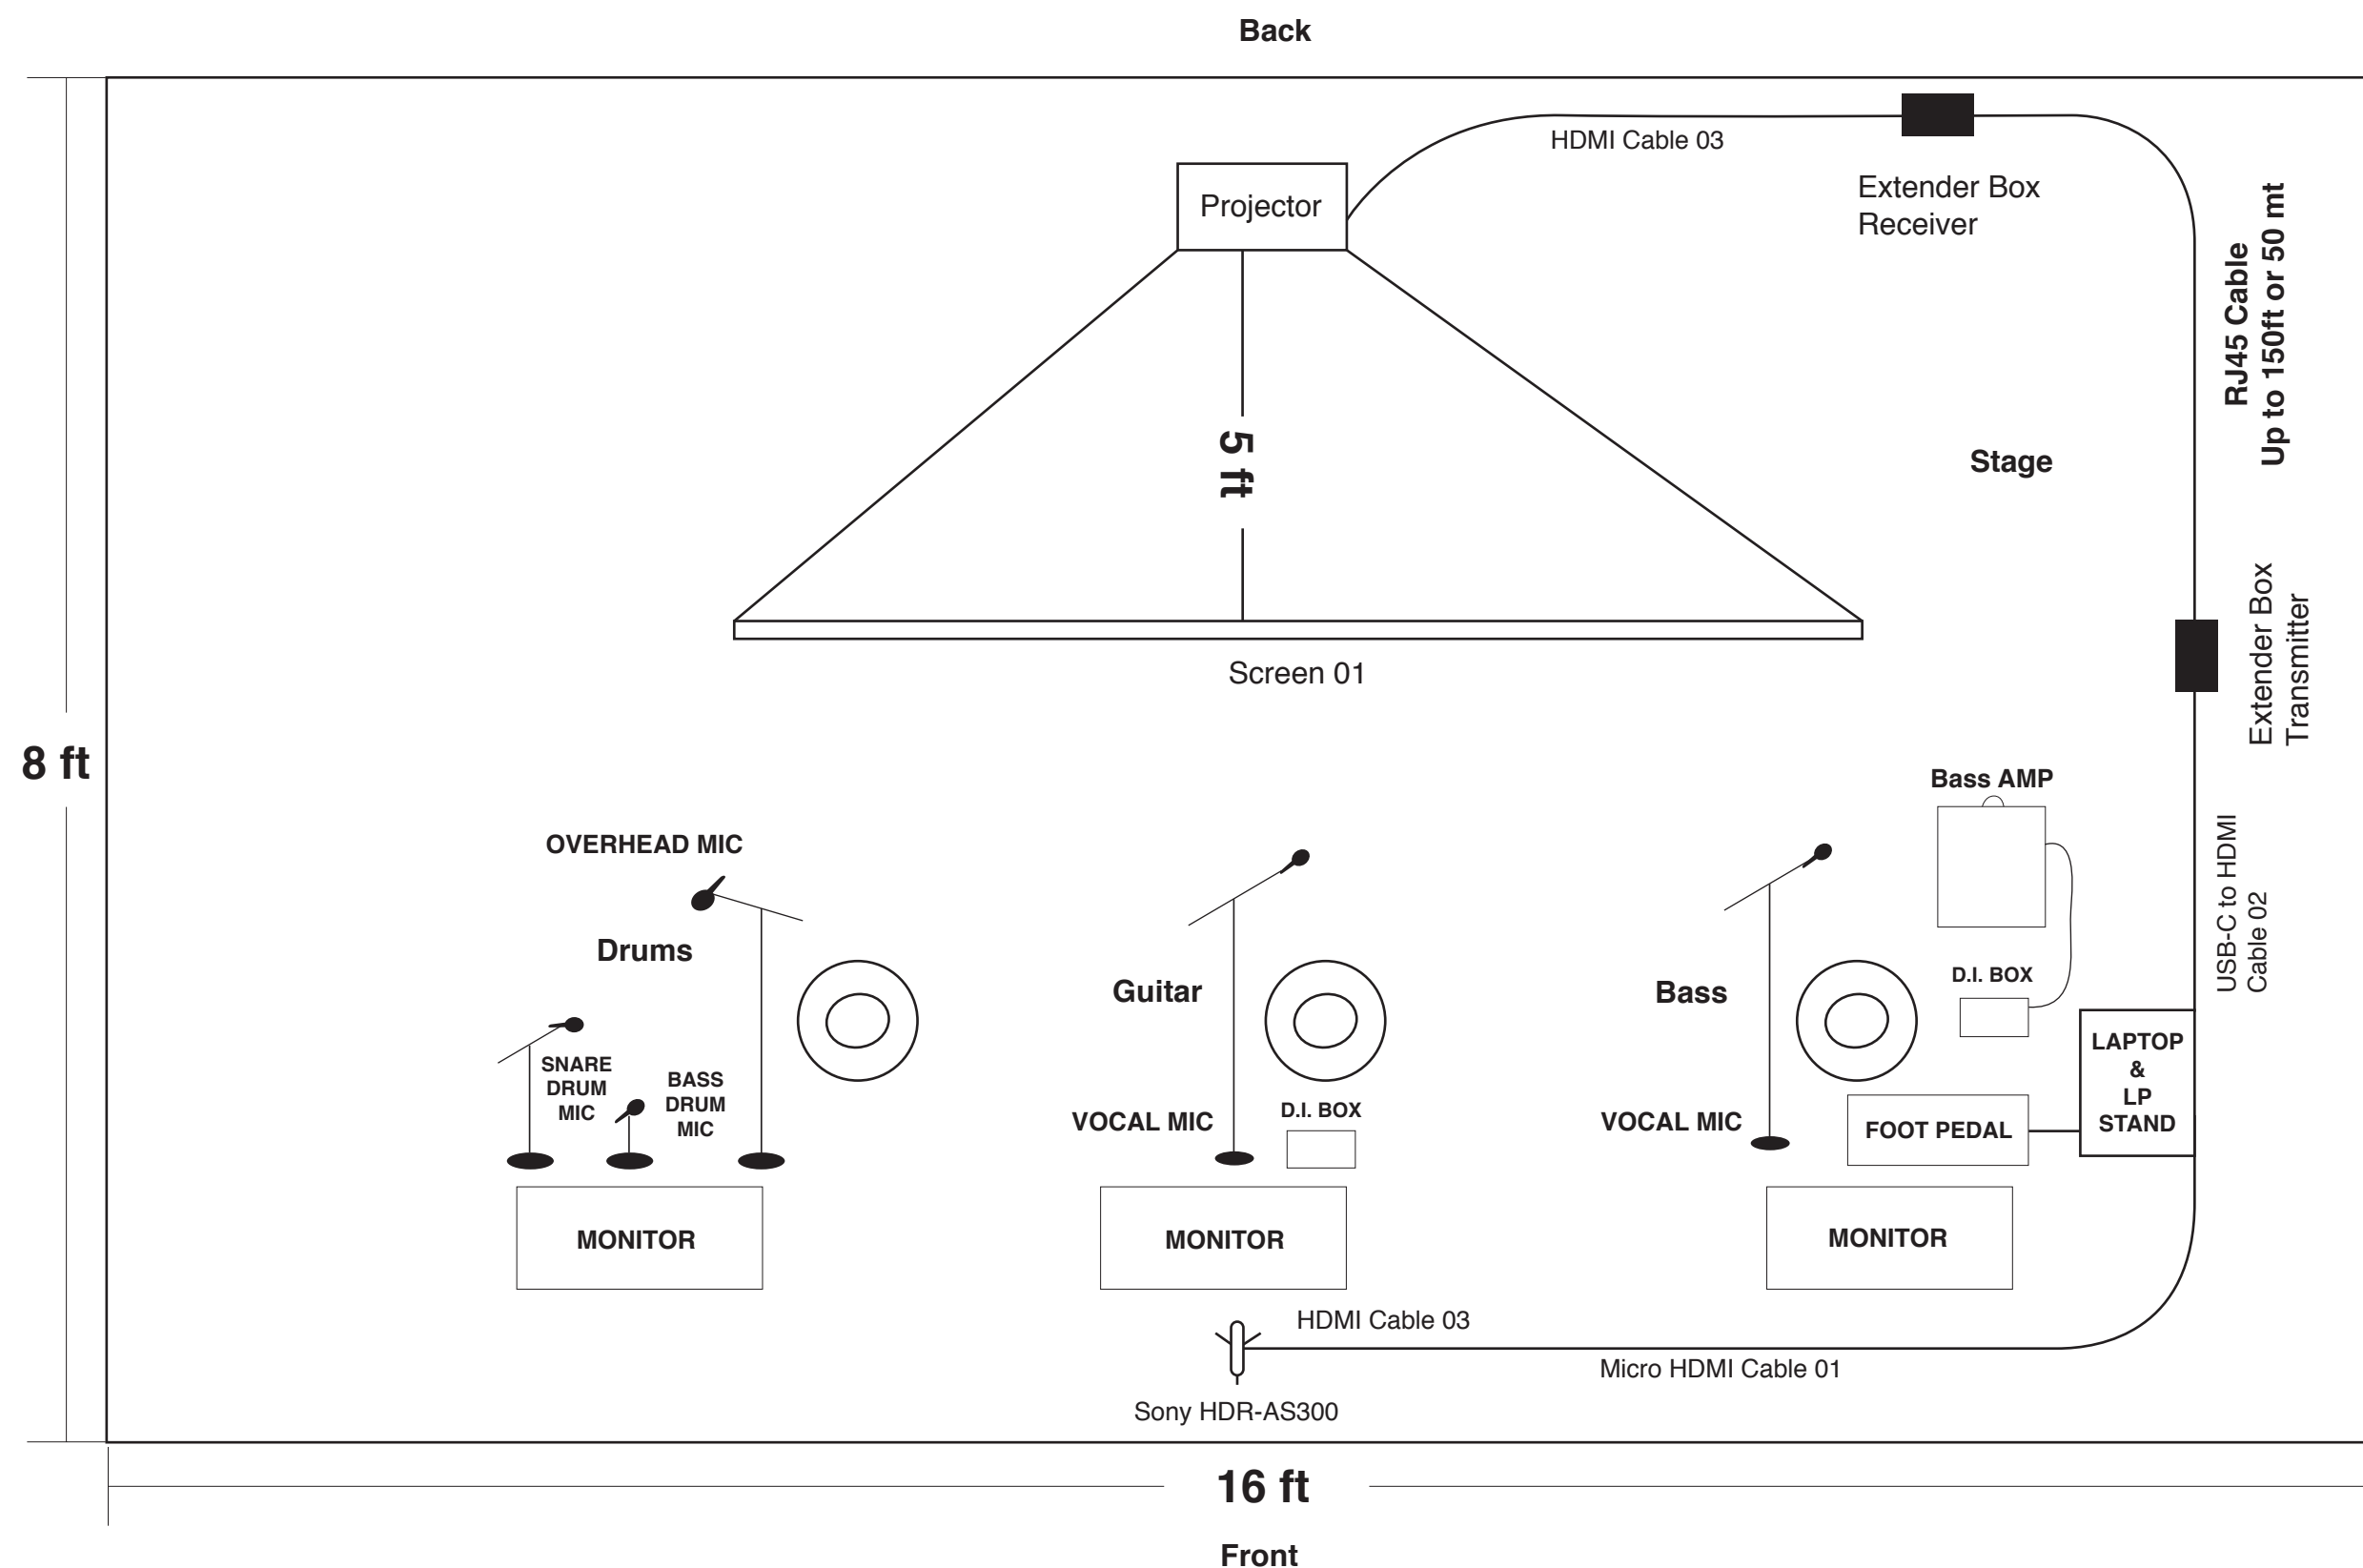 Back
HDMI Cable 03
Projector
Extender Box
Receiver
RJ45 Cable
Up to 150ft or 50 mt
5 ft
Stage
Extender Box
Transmitter
Screen 01
8 ft
Bass AMP
OVERHEAD MIC
USB-C to HDMI
Cable 02
Drums
Guitar
Bass
D.I. BOX
SNARE
DRUM
MIC
BASS
DRUM
MIC
VOCAL MIC
D.I. BOX
VOCAL MIC
FOOT PEDAL
LAPTOP
&
LP
STAND
MONITOR
MONITOR
MONITOR
HDMI Cable 03
Micro HDMI Cable 01
Sony HDR-AS300
16 ft
Front